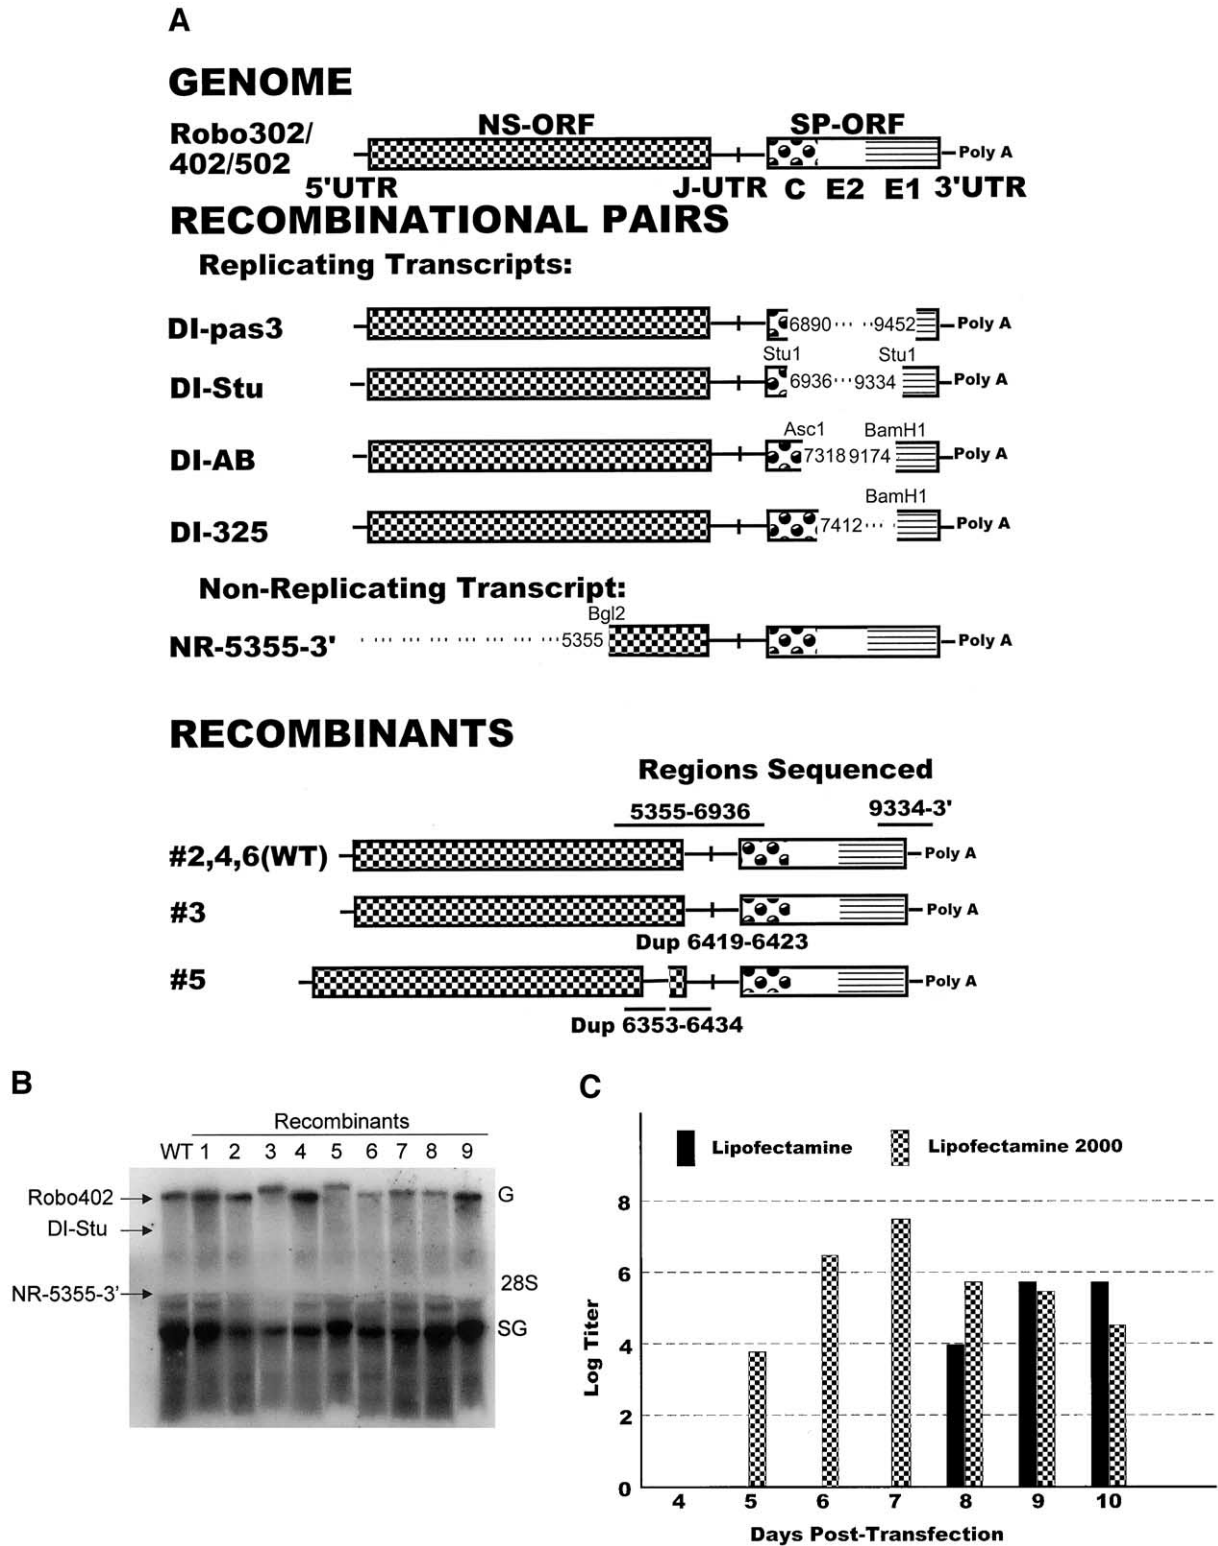 A
GENOME
Robo302/
402/502
NS-ORF
SP-ORF
Poly A
5'UTR
J-UTR
C
E2
E1
3'UTR
RECOMBINATIONAL PAIRS
Replicating Transcripts:
DI-pas3
6890
9452
Poly A
Stu1
Stu1
DI-Stu
6936
9334
Poly A
Asc1
BamH1
DI-AB
7318
9174
Poly A
BamH1
DI-325
7412
Poly A
Non-Replicating Transcript:
Bgl2
NR-5355-3'
5355
Poly A
RECOMBINANTS
Regions Sequenced
5355-6936
9334-3'
#2,4,6(WT)
Poly A
#3
Poly A
Dup 6419-6423
#5
Poly A
Dup 6353-6434
B
Recombinants
WT 1 2 3 4 5 6 7 8 9
Robo402
G
DI-Stu
28S
NR-5355-3'
SG
C
Lipofectamine
Lipofectamine 2000
8
6
4
2
0
Log Titer
4 5 6 7 8 9 10
Days Post-Transfection